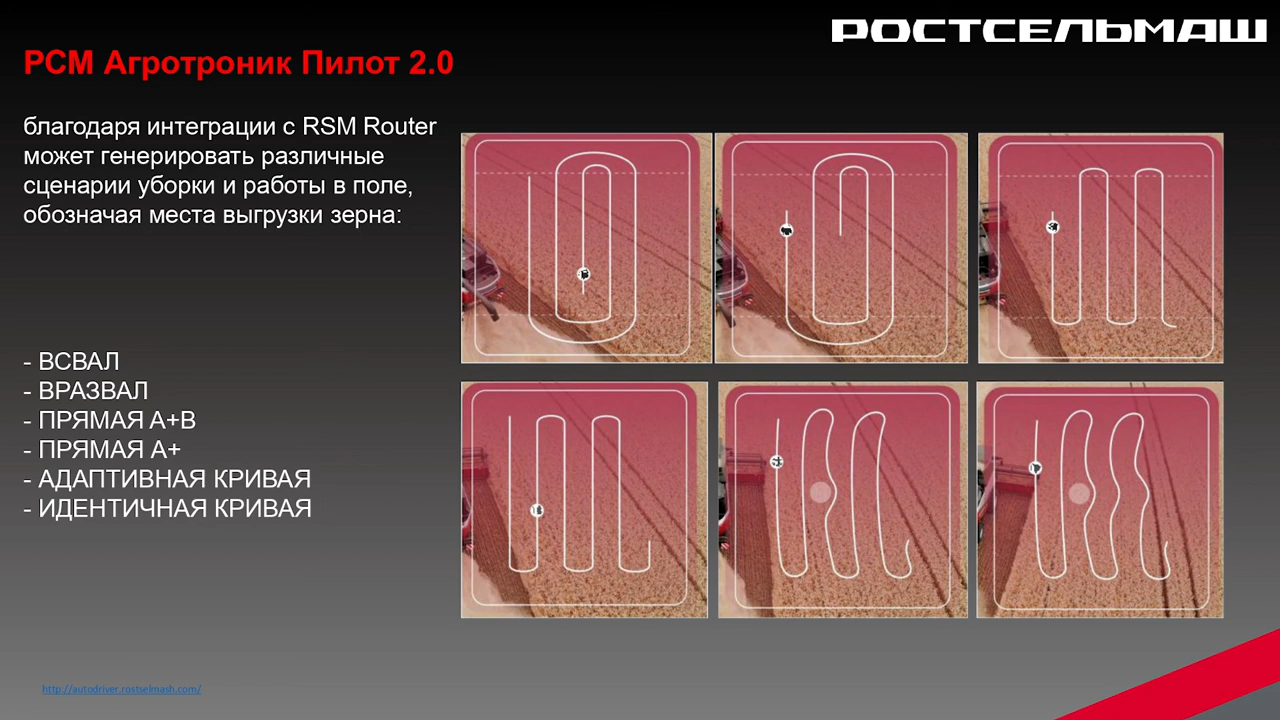 РОСТСЕЛЬМАШ
РСМ Агротроник Пилот 2.0
благодаря интеграции с RSM Router
может генерировать различные
сценарии уборки и работы в поле,
обозначая места выгрузки зерна:
- ВСВАЛ
- ВРАЗВАЛ
- ПРЯМАЯ А+В
- ПРЯМАЯ А+
- АДАПТИВНАЯ КРИВАЯ
- ИДЕНТИЧНАЯ КРИВАЯ
http://autodriver.rostselmash.com/